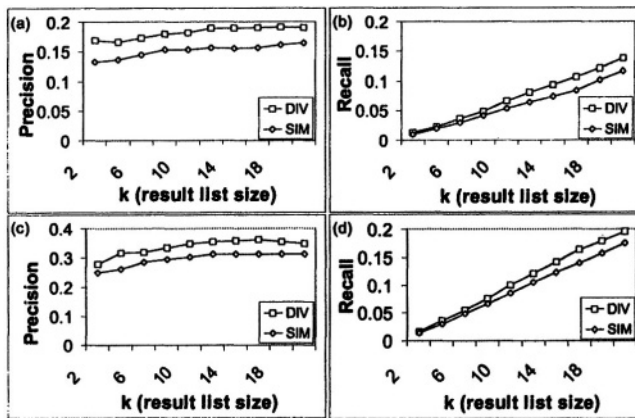 (a)
0.2
0.15
0.1
0.05
0
Precision
DIV
SIM
2 6 10 14 18
k (result list size)
(b)
0.2
0.15
0.1
0.05
0
Recall
DIV
SIM
2 6 10 14 18
k (result list size)
(c)
0.4
0.3
0.2
0.1
0
Precision
DIV
SIM
2 6 10 14 18
k (result list size)
(d)
0.2
0.15
0.1
0.05
0
Recall
DIV
SIM
2 6 10 14 18
k (result list size)